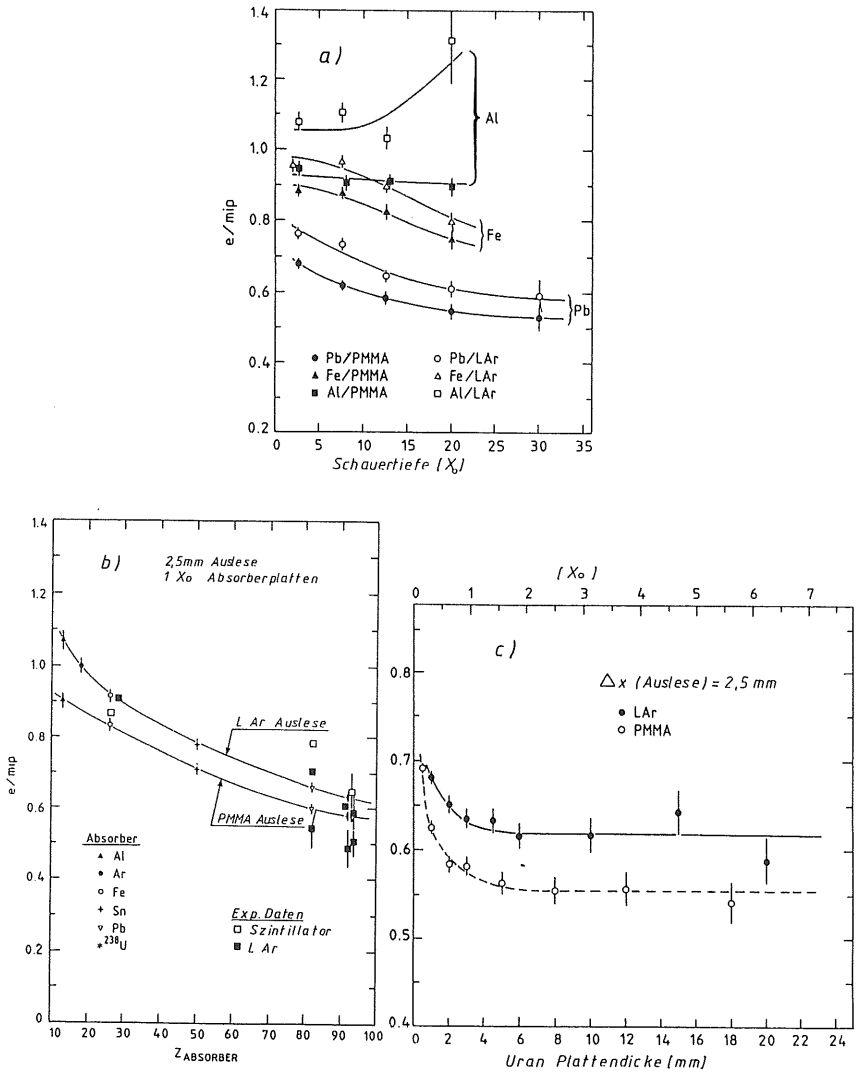 1.4
1.2
1.0
0.8
0.6
0.4
0.2
e/mip
a)
Al
Fe
Pb
Pb/PMMA
Fe/PMMA
Al/PMMA
Pb/LAr
Fe/LAr
Al/LAr
0 5 10 15 20 25 30 35
Schauertiefe [X₀]
1.4
1.2
1.0
0.8
0.6
0.4
0.2
0
e/mip
b)
2,5mm Auslese
1 X₀ Absorberplatten
L Ar Auslese
PMMA Auslese
Absorber
Al
Ar
Fe
Sn
Pb
²³⁸U
Exp. Daten
Szintillator
L Ar
10 20 30 40 50 60 70 80 90 100
Z ABSORBER
[X₀]
0 1 2 3 4 5 6 7
0.8
0.7
0.6
0.5
0.4
c)
△ x (Auslese) = 2,5 mm
LAr
PMMA
0 2 4 6 8 10 12 14 16 18 20 22 24
Uran Plattendicke [mm]